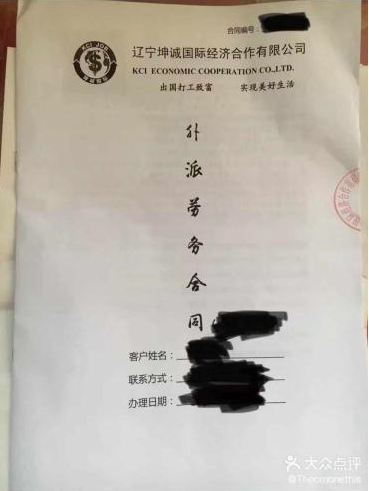 合同编号:
KCI JOB
辽宁坤诚国际经济合作有限公司
KCI ECONOMIC COOPERATION CO.,LTD.
出国打工致富 实现美好生活
外派劳务合同
客户姓名:
联系方式:
办理日期:
大众点评
@Theomonethis